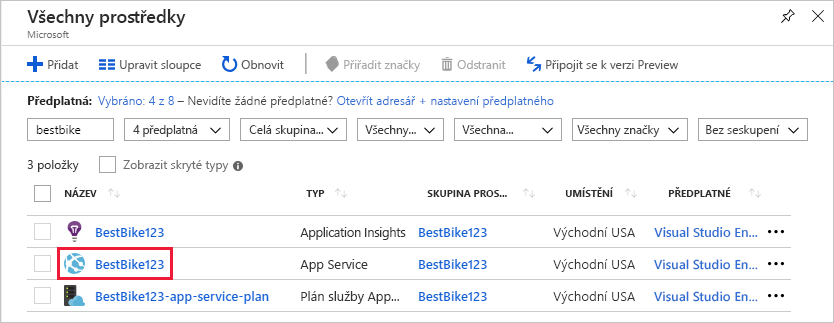 Všechny prostředky
Microsoft
Přidat Upravit sloupce Obnovit Přiřadit značky Odstranit Připojit se k verzi Preview
Předplatná: Vybráno: 4 z 8 – Nevidíte žádné předplatné? Otevřít adresář + nastavení předplatného
bestbike 4 předplatná Celá skupina... Všechny... Všechna... Všechny značky Bez seskupení
3 položky Zobrazit skryté typy
NÁZEV TYP SKUPINA PROS... UMÍSTĚNÍ PŘEDPLATNÉ
BestBike123 Application Insights BestBike123 Východní USA Visual Studio En... •••
BestBike123 App Service BestBike123 Východní USA Visual Studio En... •••
BestBike123-app-service-plan Plán služby App... BestBike123 Východní USA Visual Studio En... •••